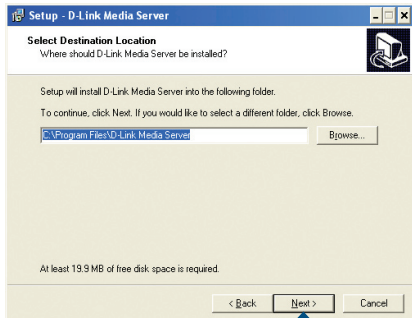 Setup - D-Link Media Server
Select Destination Location
Where should D-Link Media Server be installed?
Setup will install D-Link Media Server into the following folder.
To continue, click Next. If you would like to select a different folder, click Browse.
C:\Program Files\D-Link Media Server
Browse...
At least 19.9 MB of free disk space is required.
< Back Next > Cancel